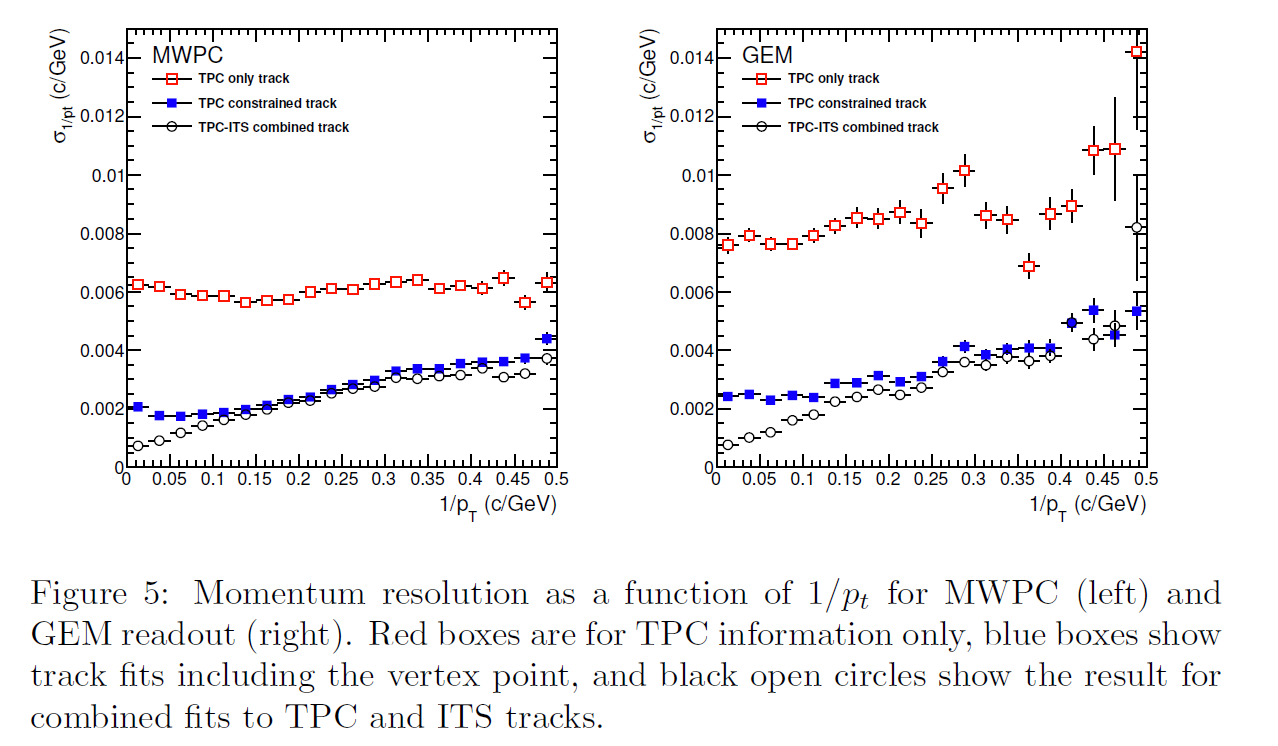 MWPC
TPC only track
TPC constrained track
TPC-ITS combined track
σ1/pt (c/GeV)
0.014
0.012
0.01
0.008
0.006
0.004
0.002
0
0 0.05 0.1 0.15 0.2 0.25 0.3 0.35 0.4 0.45 0.5
1/pT (c/GeV)
GEM
TPC only track
TPC constrained track
TPC-ITS combined track
σ1/pt (c/GeV)
0.014
0.012
0.01
0.008
0.006
0.004
0.002
0
0 0.05 0.1 0.15 0.2 0.25 0.3 0.35 0.4 0.45 0.5
1/pT (c/GeV)
Figure 5: Momentum resolution as a function of 1/pt for MWPC (left) and
GEM readout (right). Red boxes are for TPC information only, blue boxes show
track fits including the vertex point, and black open circles show the result for
combined fits to TPC and ITS tracks.